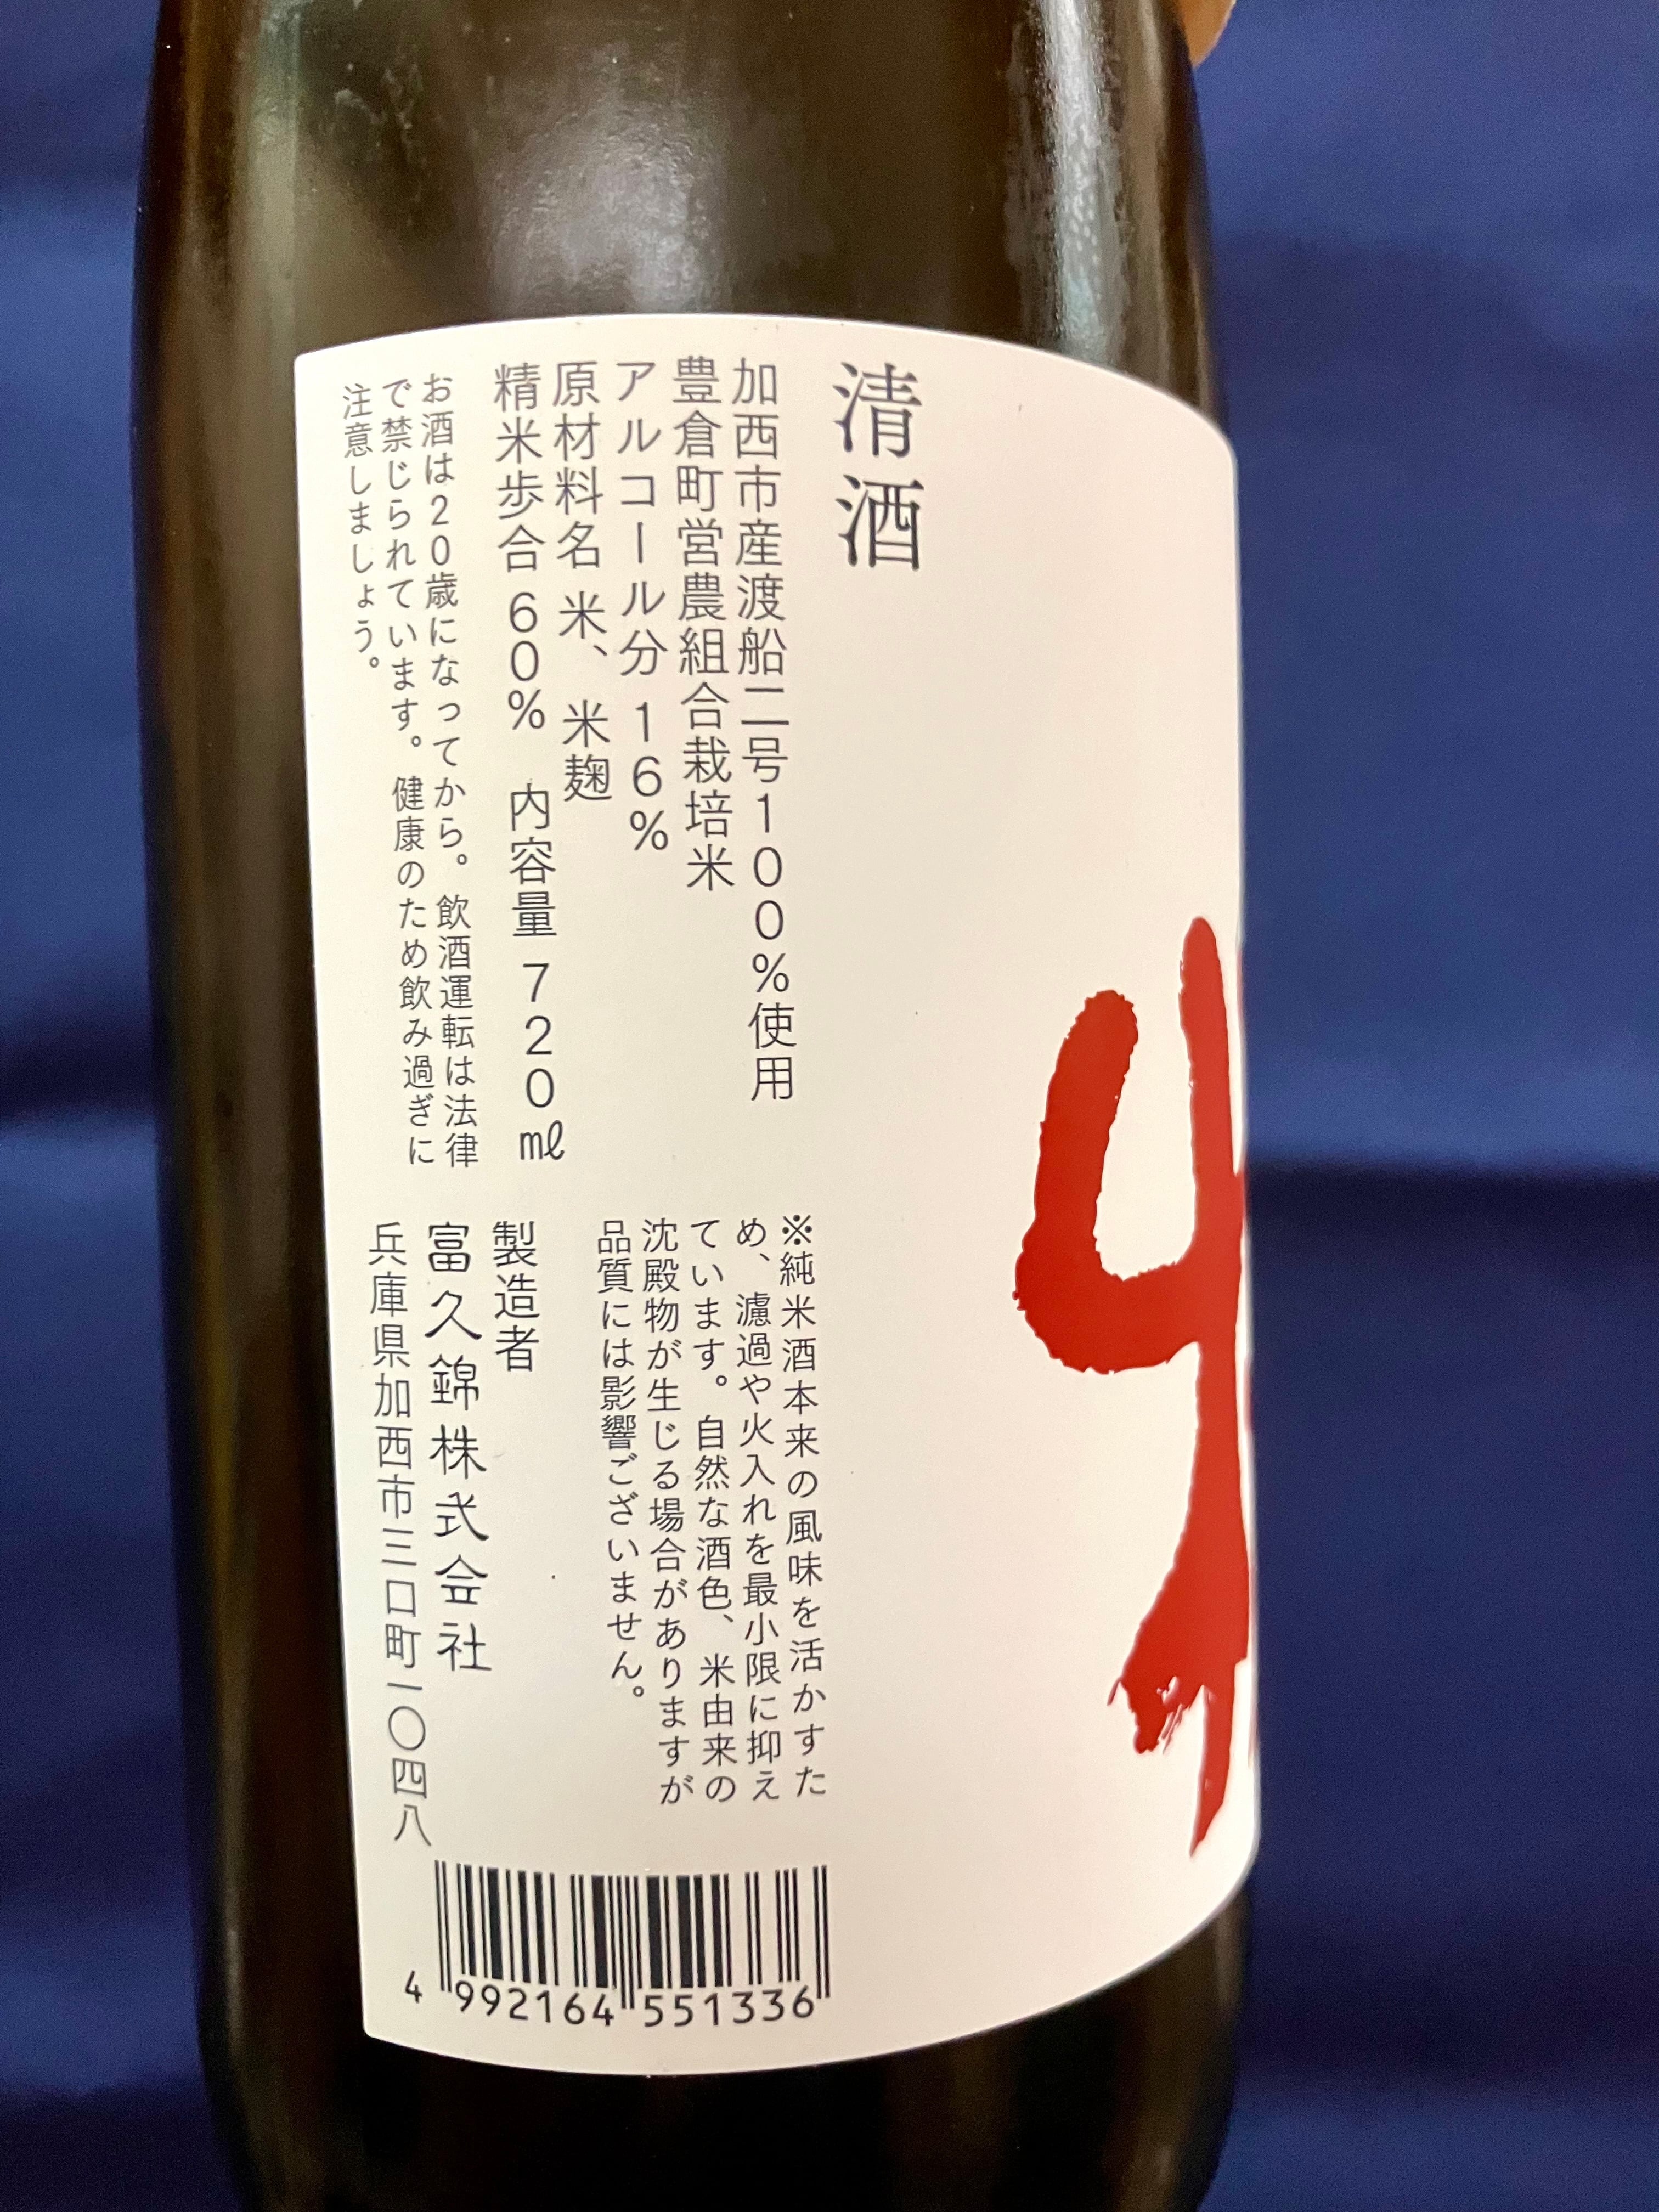 清酒
加西市産渡船二号100%使用
豊倉町営農組合栽培米
アルコール分 16%
原材料名 米、米麹
精米歩合 60% 内容量 720ml
お酒は20歳になってから。飲酒運転は法律
で禁じられています。健康のため飲み過ぎに
注意しましょう。
※純米酒本来の風味を活かすた
め、濾過や火入れを最小限に抑え
ています。自然な酒色、米由来の
沈殿物が生じる場合がありますが
品質には影響ございません。
製造者
富久錦株式会社
兵庫県加西市三口町一〇四八
4 992164 551336